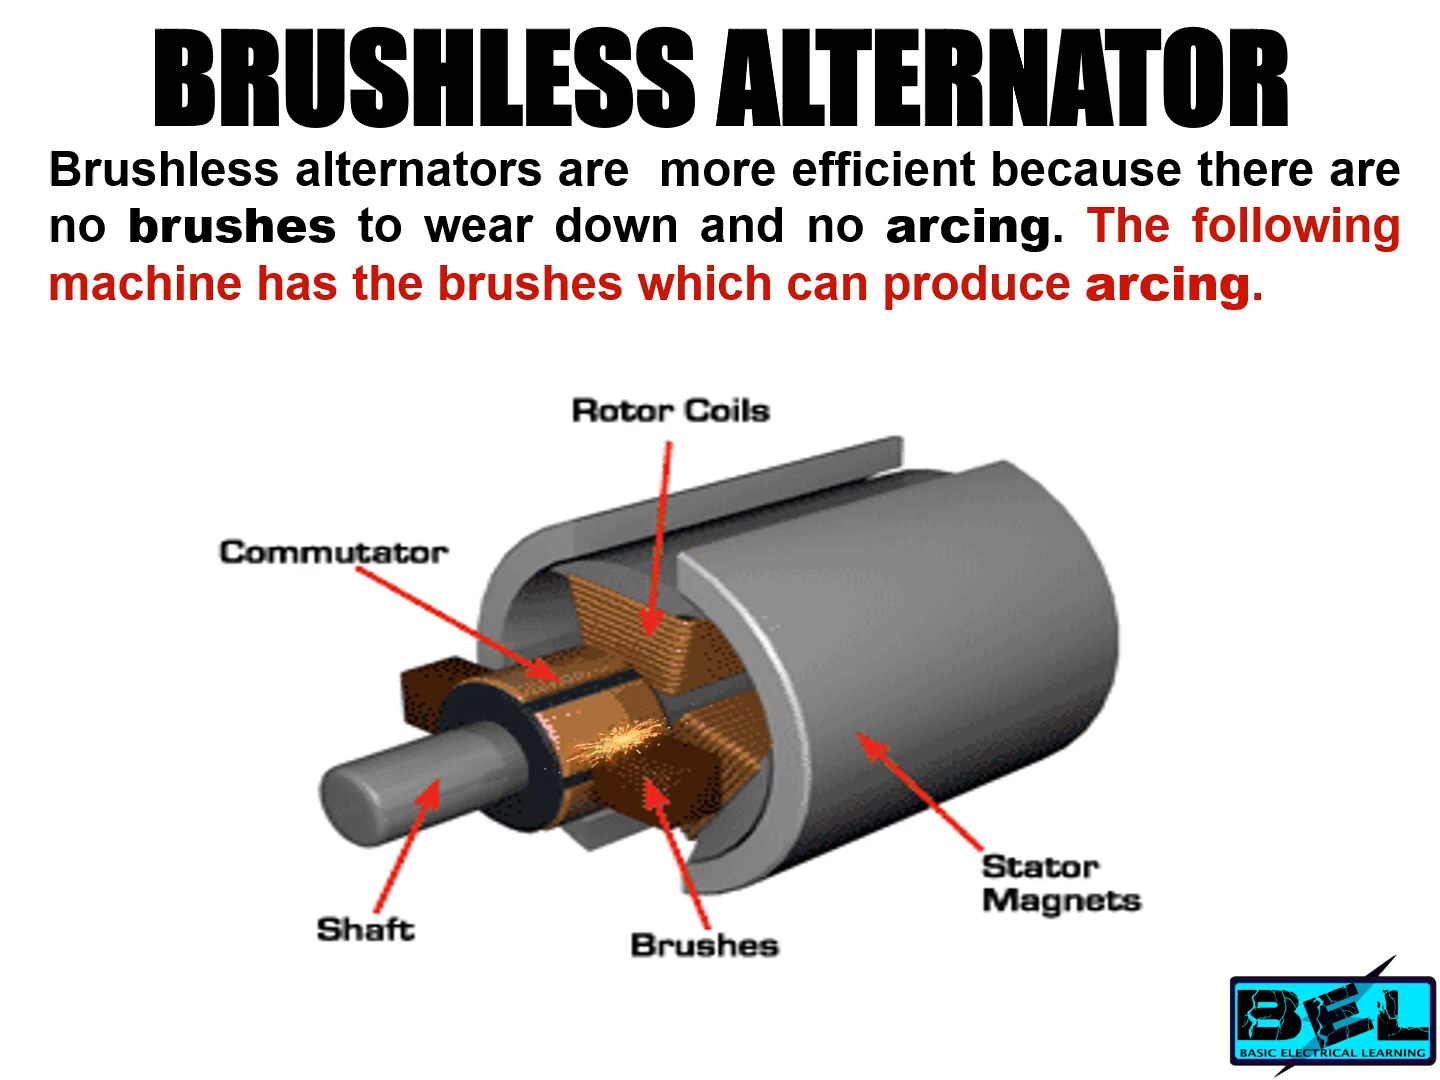 BRUSHLESS ALTERNATOR
Brushless alternators are  more efficient because there are
no brushes to wear down and no arcing. The following
machine has the brushes which can produce arcing.
Rotor Coils
Commutator
Stator
Magnets
Shaft
Brushes
BEL
BASIC ELECTRICAL LEARNING